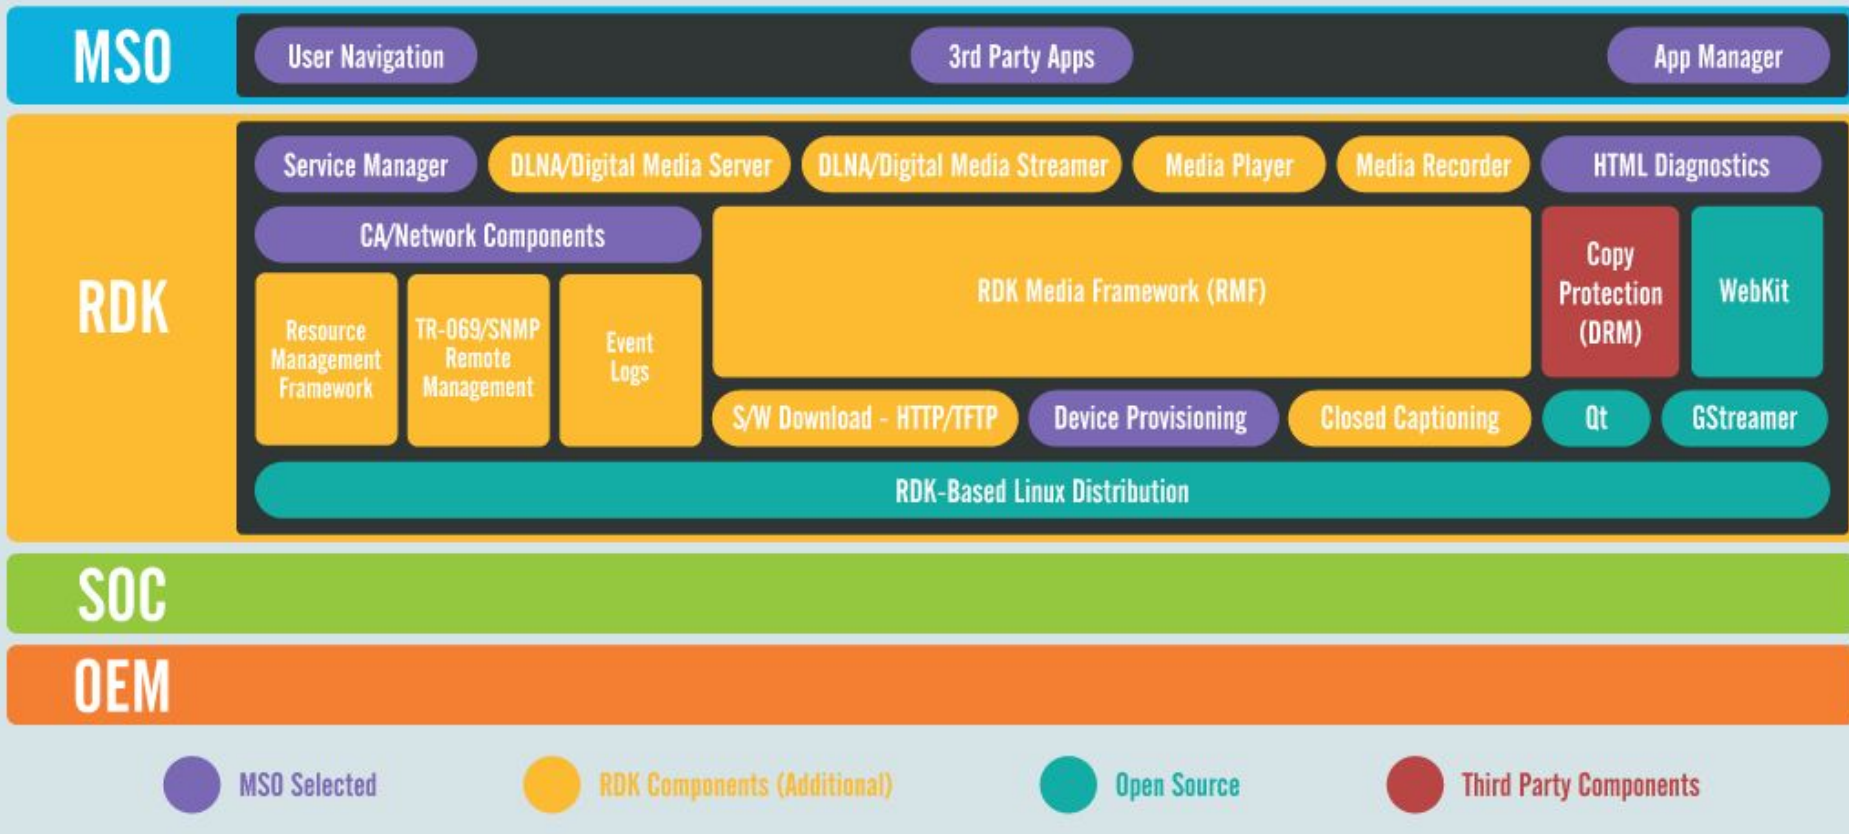 MSO
User Navigation
3rd Party Apps
App Manager
RDK
Service Manager
DLNA/Digital Media Server
DLNA/Digital Media Streamer
Media Player
Media Recorder
HTML Diagnostics
CA/Network Components
Resource
Management
Framework
TR-069/SNMP
Remote
Management
Event
Logs
RDK Media Framework (RMF)
Copy
Protection
(DRM)
WebKit
S/W Download - HTTP/TFTP
Device Provisioning
Closed Captioning
Qt
GStreamer
RDK-Based Linux Distribution
SOC
OEM
MSO Selected
RDK Components (Additional)
Open Source
Third Party Components